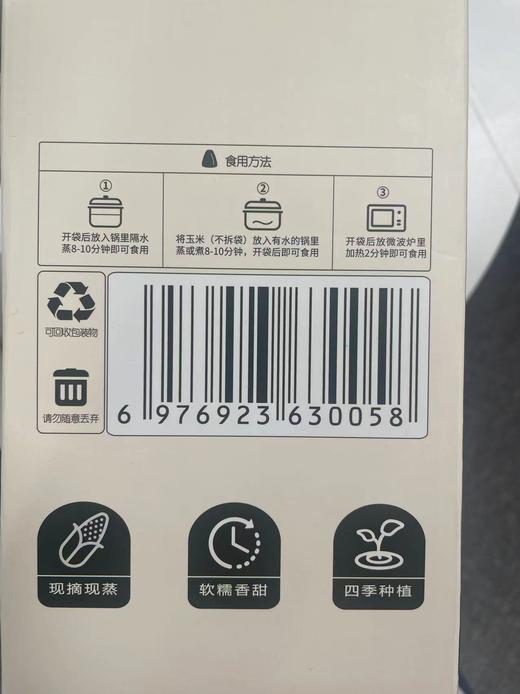 食用方法
①
开袋后放入锅里隔水
蒸8-10分钟即可食用
②
将玉米（不拆袋）放入有水的锅里
蒸或煮8-10分钟，开袋后即可食用
③
开袋后放微波炉里
加热2分钟即可食用
可回收包装物
请勿随意丢弃
6 976923 630058
现摘现蒸
软糯香甜
四季种植